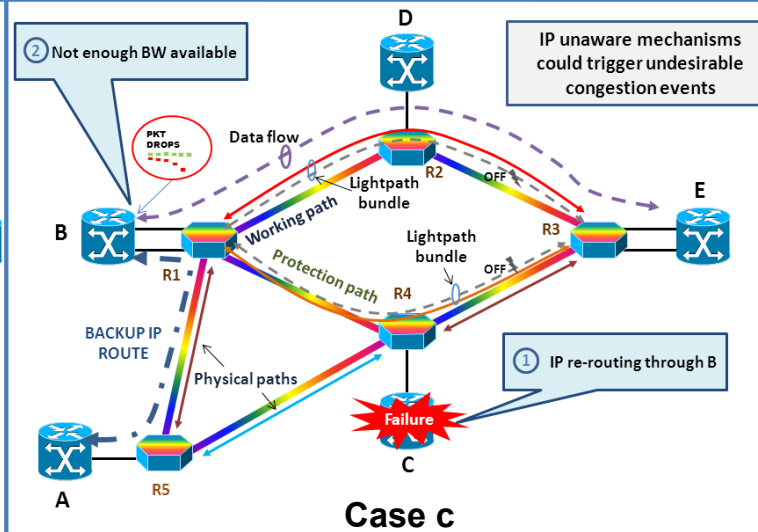 D
② Not enough BW available
IP unaware mechanisms
could trigger undesirable
congestion events
PKT
DROPS
Data flow
R2
OFF
Lightpath
bundle
E
B
Working path
R3
Lightpath
bundle
R1
Protection path
R4
OFF
BACKUP IP
ROUTE
Physical paths
① IP re-routing through B
Failure
C
A
R5
Case c